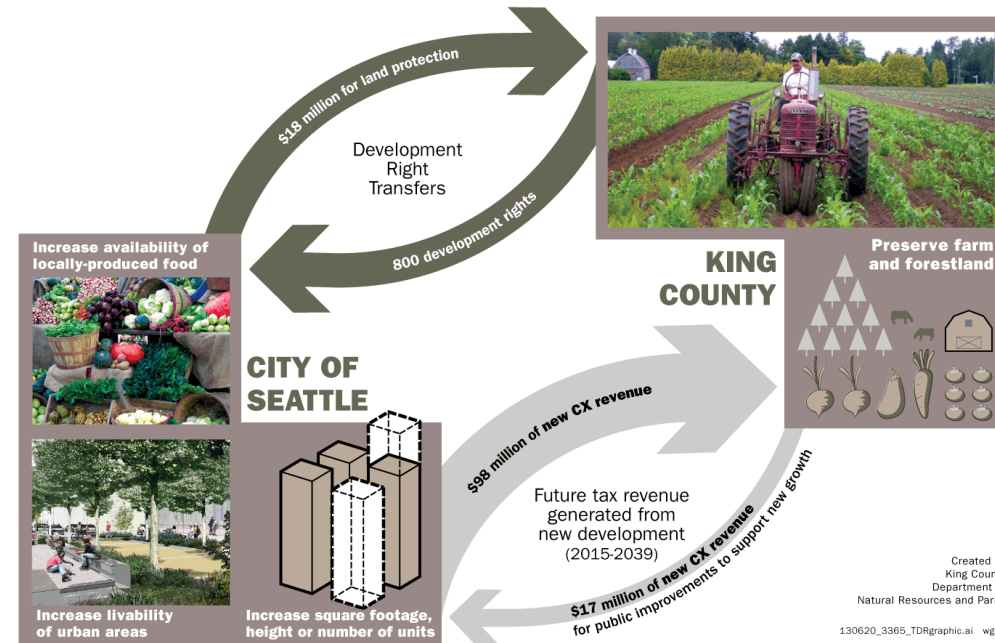 $18 million for land protection
Development
Right
Transfers
800 development rights
Increase availability of
locally-produced food
KING
COUNTY
Preserve farm
and forestland
CITY OF
SEATTLE
$98 million of new CX revenue
Future tax revenue
generated from
new development
(2015-2039)
$17 million of new CX revenue
for public improvements to support new growth
Increase livability
of urban areas
Increase square footage,
height or number of units
Created
King Coun
Department
Natural Resources and Par
130620_3365_TDRgraphic.ai wg